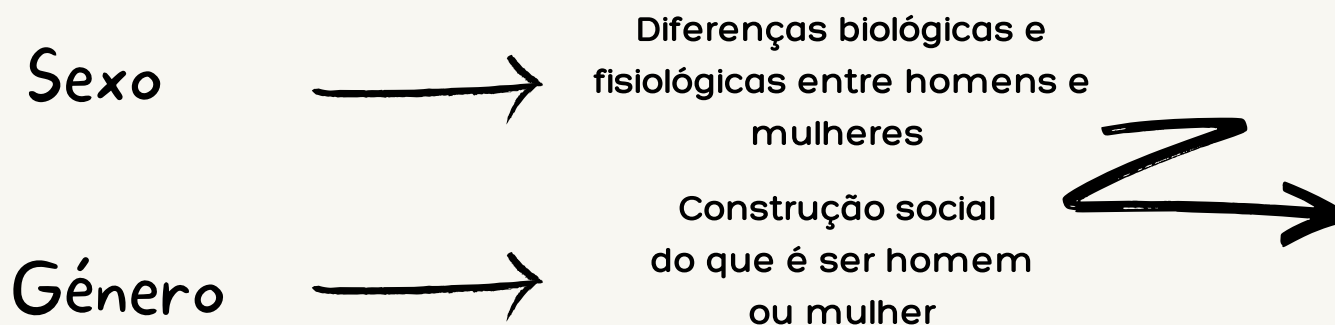 Sexo
Diferenças biológicas e
fisiológicas entre homens e
mulheres
Género
Construção social
do que é ser homem
ou mulher